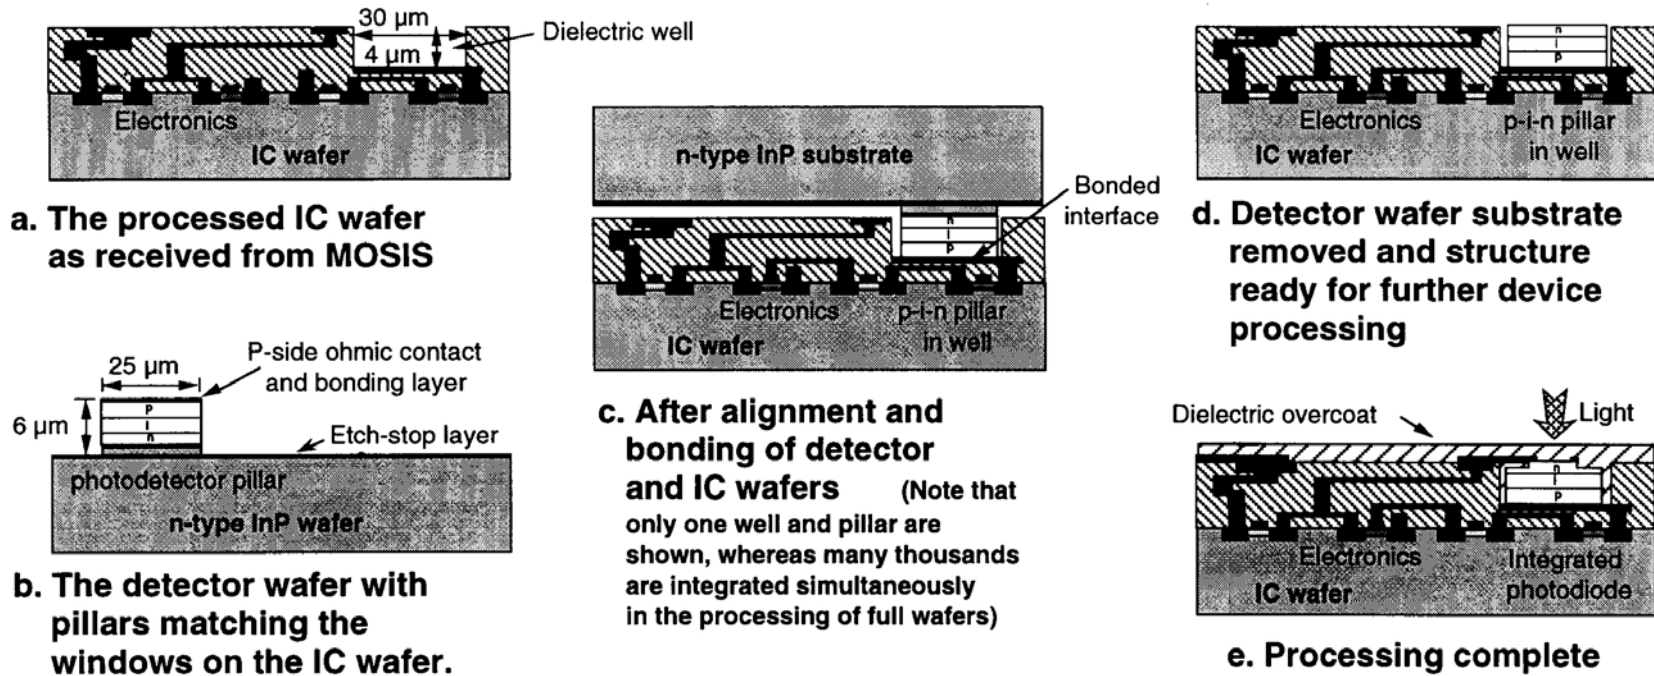 30 μm
4 μm
Dielectric well
Electronics
IC wafer
a. The processed IC wafer
as received from MOSIS
25 μm
P-side ohmic contact
and bonding layer
6 μm
p
i
n
Etch-stop layer
photodetector pillar
n-type InP wafer
b. The detector wafer with
pillars matching the
windows on the IC wafer.
n-type InP substrate
Bonded
interface
n
i
p
Electronics
p-i-n pillar
IC wafer
in well
c. After alignment and
bonding of detector
and IC wafers (Note that
only one well and pillar are
shown, whereas many thousands
are integrated simultaneously
in the processing of full wafers)
n
i
p
Electronics
p-i-n pillar
IC wafer
in well
d. Detector wafer substrate
removed and structure
ready for further device
processing
Dielectric overcoat
Light
n
i
p
Electronics
Integrated
IC wafer
photodiode
e. Processing complete